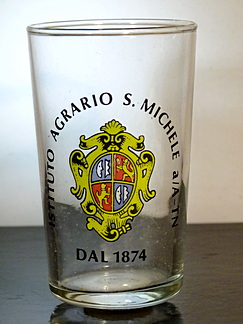 ISTITUTO AGRARIO S. MICHELE a/A-TN
DAL 1874